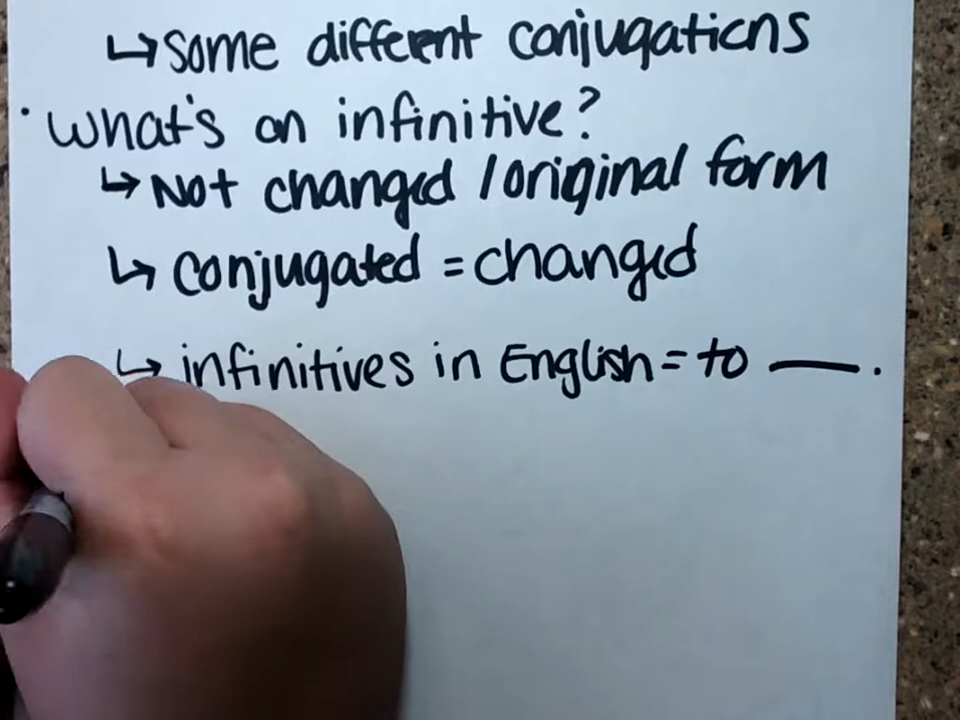 ↳ Some different conjugations
• What's an infinitive?
↳ Not changed / original form
↳ conjugated = changed
↳ infinitives in English = to ___.